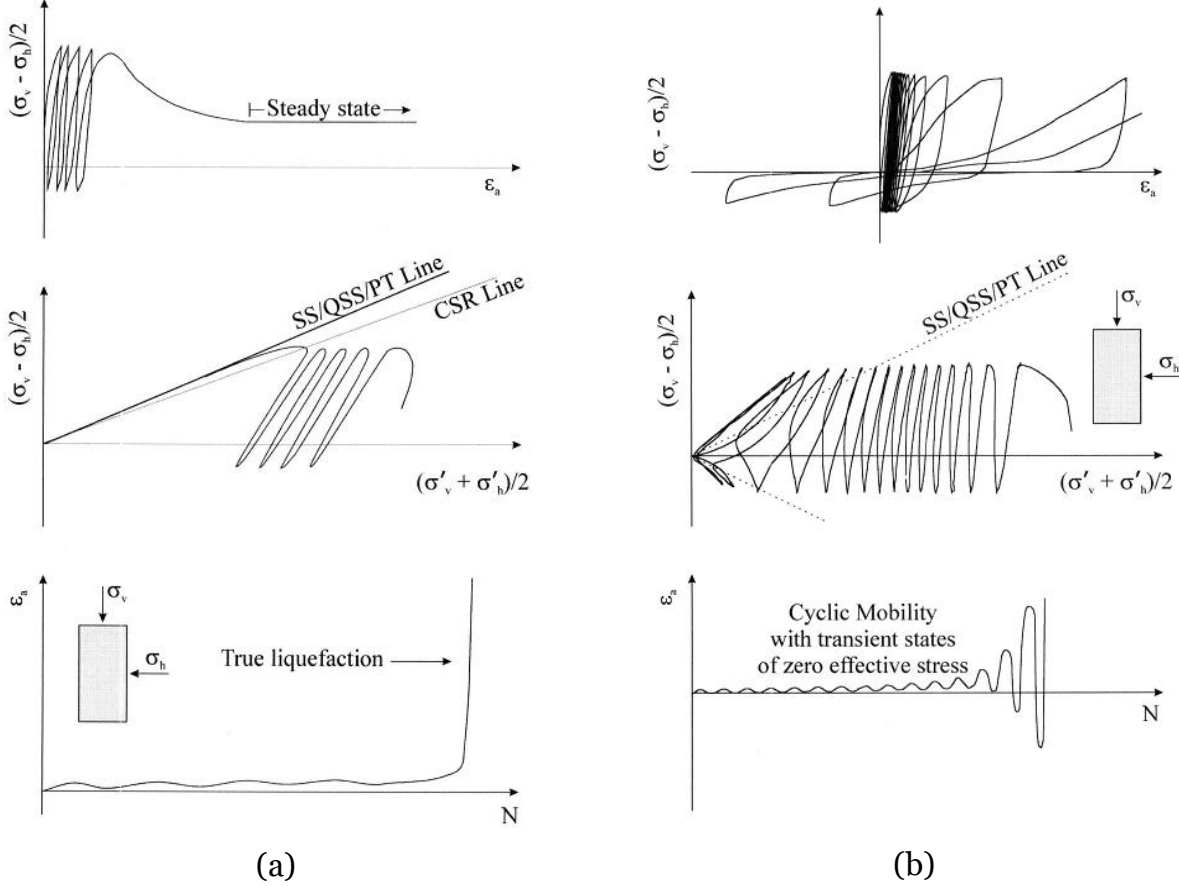 (σv - σh)/2
Steady state
εa
(σv - σh)/2
SS/QSS/PT Line
CSR Line
(σ′v + σ′h)/2
εa
σv
σh
True liquefaction
N
(a)
(σv - σh)/2
εa
(σv - σh)/2
SS/QSS/PT Line
σv
σh
(σ′v + σ′h)/2
εa
Cyclic Mobility
with transient states
of zero effective stress
N
(b)